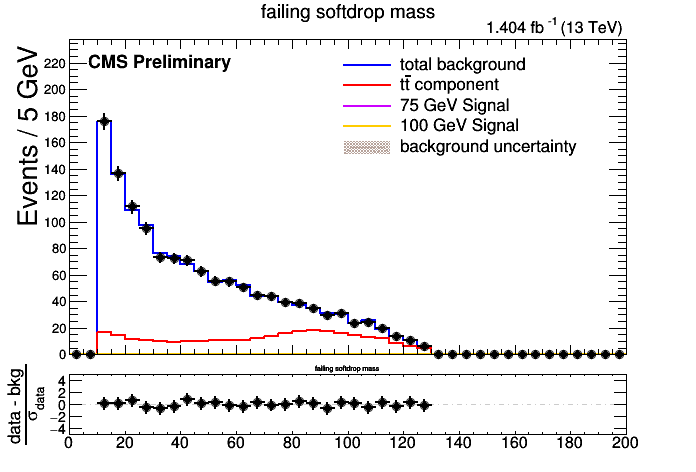 failing softdrop mass
1.404 fb⁻¹ (13 TeV)
CMS Preliminary
total background
tt̄ component
75 GeV Signal
100 GeV Signal
background uncertainty
Events / 5 GeV
220
200
180
160
140
120
100
80
60
40
20
0
failing softdrop mass
data - bkg
σ data
4
2
0
−2
−4
0 20 40 60 80 100 120 140 160 180 200